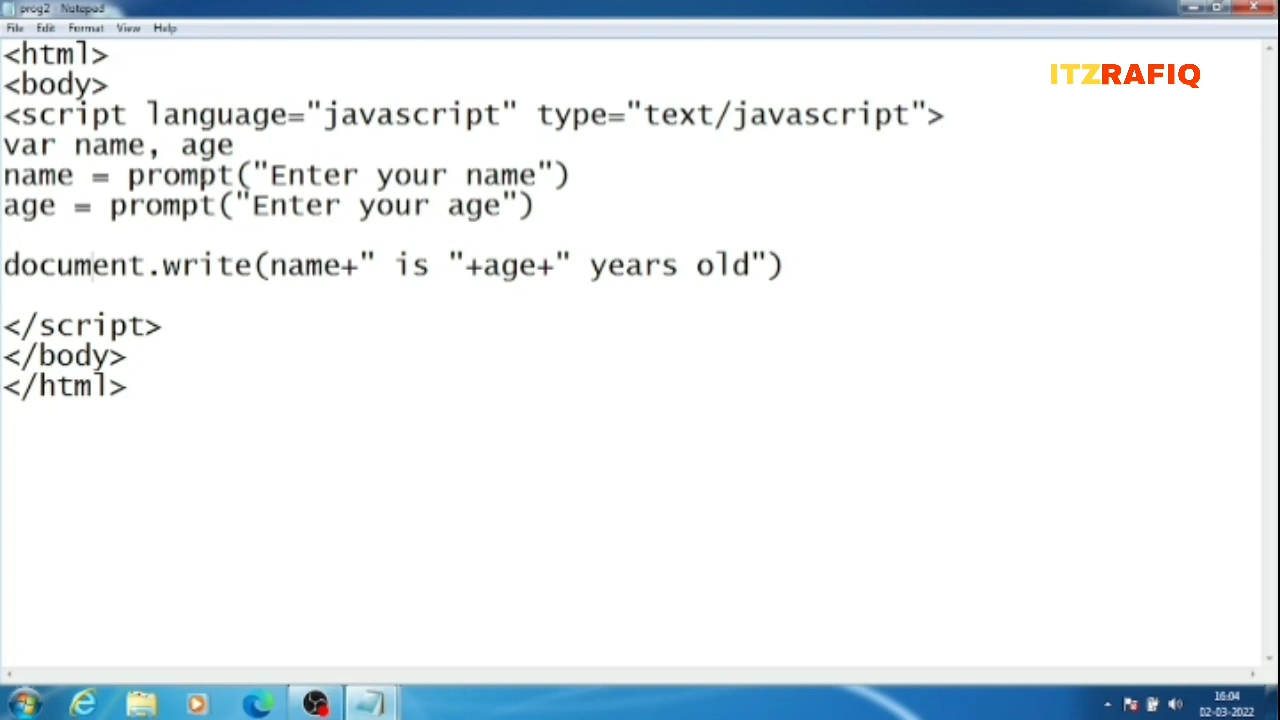 prog2 - Notepad
File Edit Format View Help
ITZRAFIQ
<html>
<body>
<script language="javascript" type="text/javascript">
var name, age
name = prompt("Enter your name")
age = prompt("Enter your age")
document.write(name+" is "+age+" years old")
</script>
</body>
</html>
16:04
02-03-2022